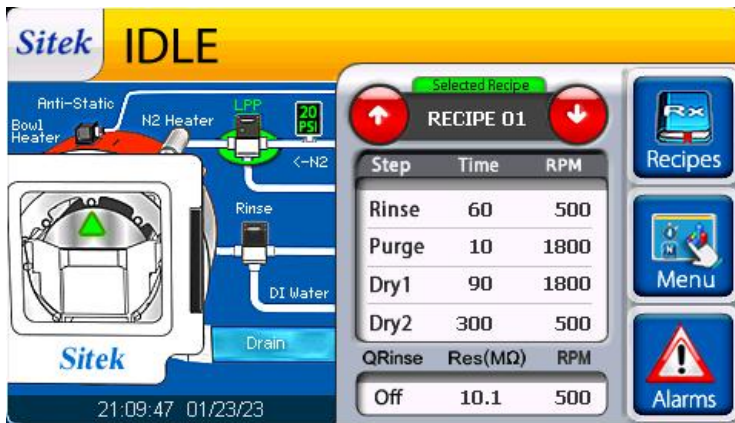 Sitek IDLE
Anti-Static
Bowl
Heater
N2 Heater
LPP
20
PSI
<-N2
Rinse
DI Water
Drain
Sitek
21:09:47 01/23/23
Selected Recipe
RECIPE 01
Step Time RPM
Rinse 60 500
Purge 10 1800
Dry1 90 1800
Dry2 300 500
QRinse Res(MΩ) RPM
Off 10.1 500
Rx
Recipes
Menu
Alarms